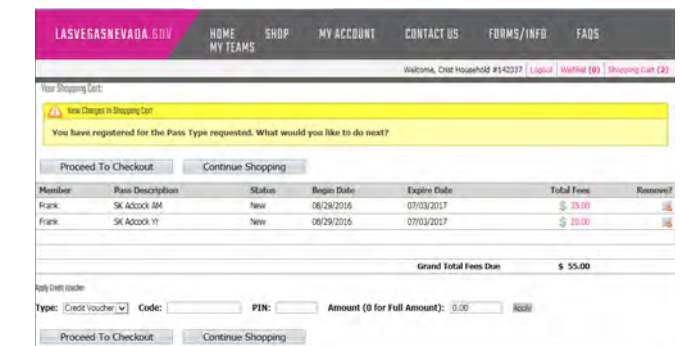 LASVEGASNEVADA.GOV HOME SHOP MY ACCOUNT CONTACT US FORMS/INFO FAQS
MY TEAMS
Welcome, Crist Household #142337 Logout Waitlist (0) Shopping Cart (2)
Your Shopping Cart:
New Charges In Shopping Cart
You have registered for the Pass Type requested. What would you like to do next?
Proceed To Checkout Continue Shopping
Member Pass Description Status Begin Date Expire Date Total Fees Remove?
Frank SK Adcock AM New 08/29/2016 07/03/2017 $ 35.00
Frank SK Adcock Yr New 08/29/2016 07/03/2017 $ 20.00
Grand Total Fees Due $ 55.00
Apply Credit Voucher
Type: Credit Voucher Code: PIN: Amount (0 for Full Amount): 0.00 Apply
Proceed To Checkout Continue Shopping